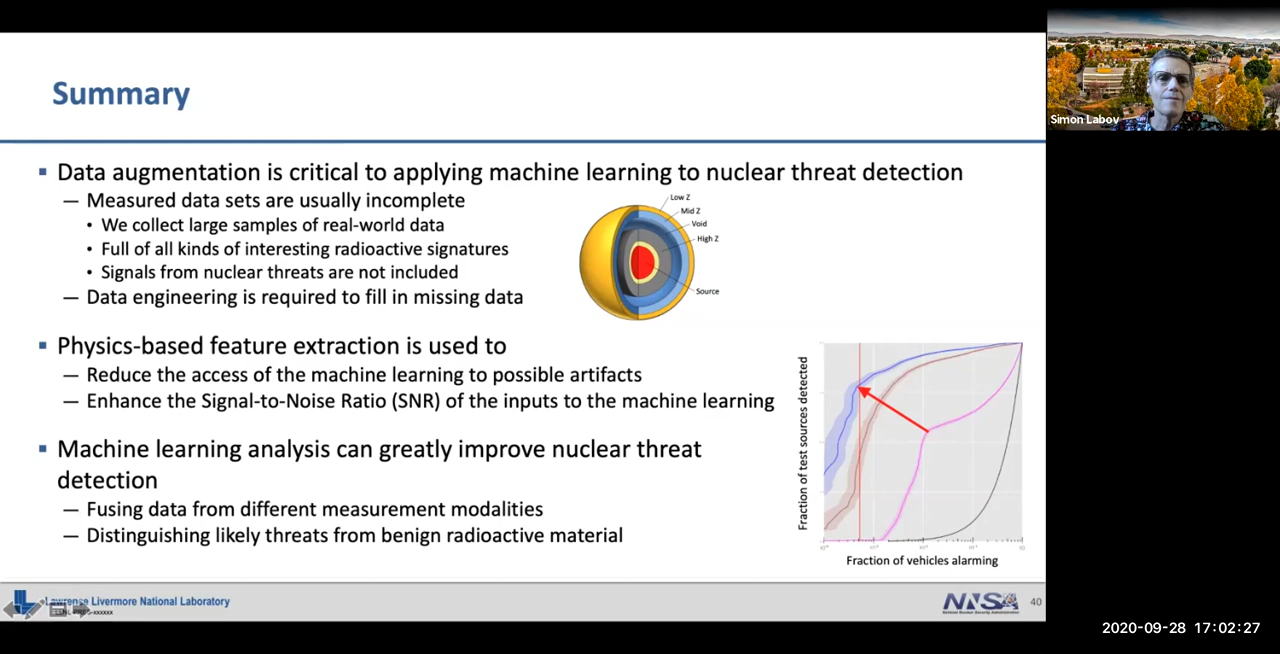 Summary
Simon Labov
Data augmentation is critical to applying machine learning to nuclear threat detection
— Measured data sets are usually incomplete
• We collect large samples of real-world data
• Full of all kinds of interesting radioactive signatures
• Signals from nuclear threats are not included
— Data engineering is required to fill in missing data
Low Z
Mid Z
Void
High Z
Source
Physics-based feature extraction is used to
— Reduce the access of the machine learning to possible artifacts
— Enhance the Signal-to-Noise Ratio (SNR) of the inputs to the machine learning
Machine learning analysis can greatly improve nuclear threat
detection
— Fusing data from different measurement modalities
— Distinguishing likely threats from benign radioactive material
Fraction of test sources detected
Fraction of vehicles alarming
Lawrence Livermore National Laboratory
NNSA
National Nuclear Security Administration
40
2020-09-28 17:02:27